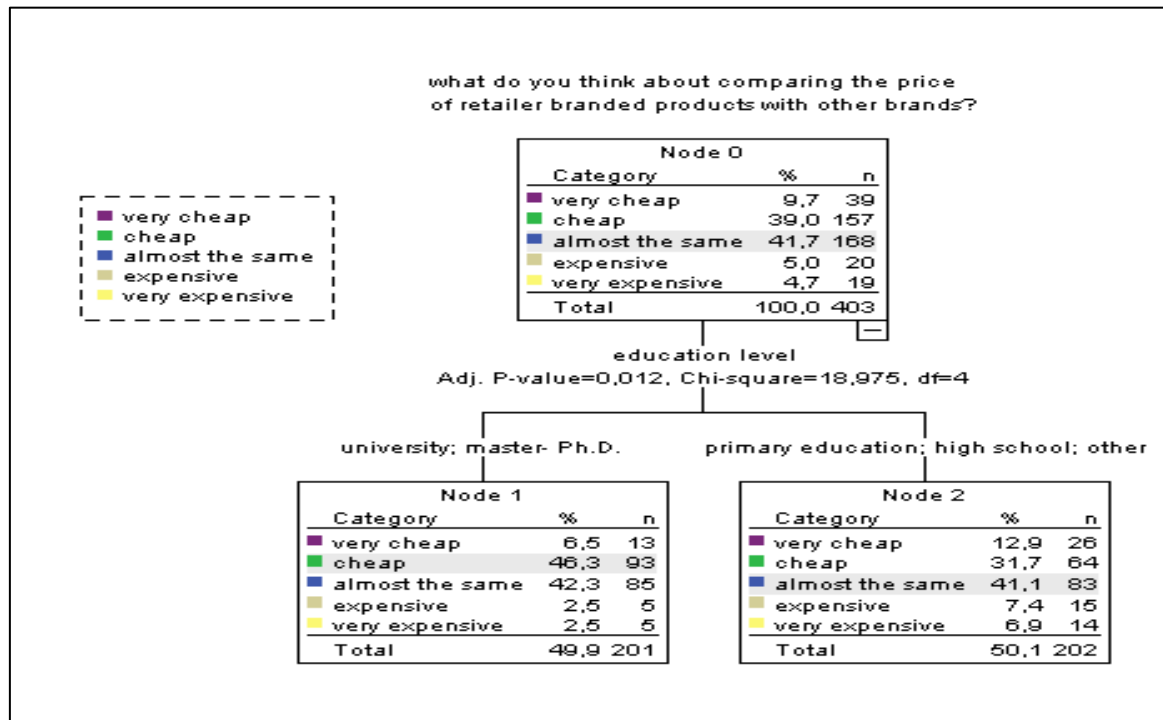 what do you think about comparing the price
of retailer branded products with other brands?
Node 0
Category % n
very cheap 9,7 39
cheap 39,0 157
almost the same 41,7 168
expensive 5,0 20
very expensive 4,7 19
Total 100,0 403
very cheap
cheap
almost the same
expensive
very expensive
education level
Adj. P-value=0,012, Chi-square=18,975, df=4
university; master- Ph.D.
Node 1
Category % n
very cheap 6,5 13
cheap 46,3 93
almost the same 42,3 85
expensive 2,5 5
very expensive 2,5 5
Total 49,9 201
primary education; high school; other
Node 2
Category % n
very cheap 12,9 26
cheap 31,7 64
almost the same 41,1 83
expensive 7,4 15
very expensive 6,9 14
Total 50,1 202